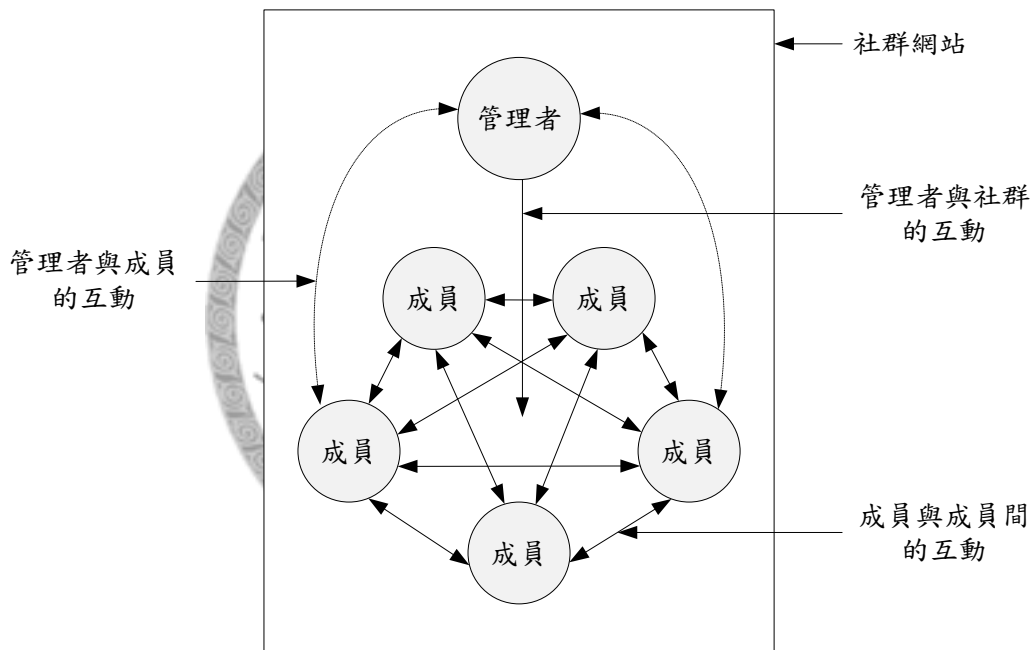 社群網站
管理者
管理者與社群
的互動
管理者與成員
的互動
成員
成員
成員
成員
成員
成員與成員間
的互動